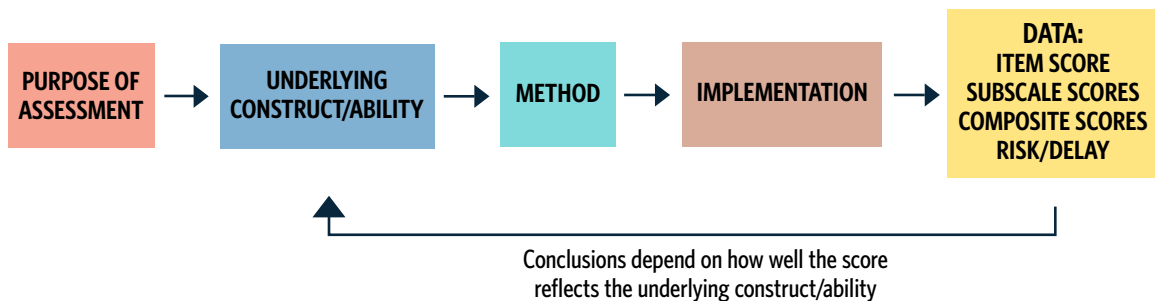 PURPOSE OF
ASSESSMENT
UNDERLYING
CONSTRUCT/ABILITY
METHOD
IMPLEMENTATION
DATA:
ITEM SCORE
SUBSCALE SCORES
COMPOSITE SCORES
RISK/DELAY
Conclusions depend on how well the score
reflects the underlying construct/ability